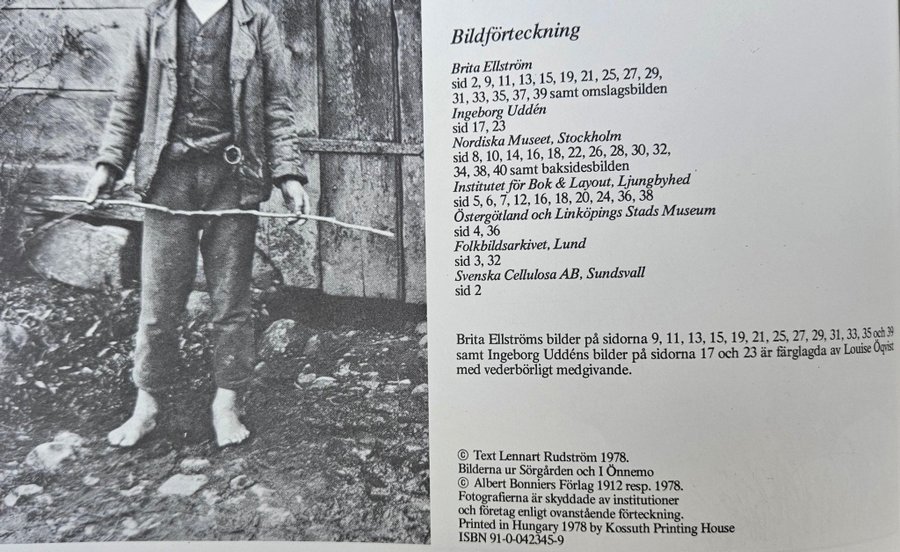 Bildförteckning
Brita Ellström
sid 2, 9, 11, 13, 15, 19, 21, 25, 27, 29,
31, 33, 35, 37, 39 samt omslagsbilden
Ingeborg Uddén
sid 17, 23
Nordiska Museet, Stockholm
sid 8, 10, 14, 16, 18, 22, 26, 28, 30, 32,
34, 38, 40 samt baksidesbilden
Institutet för Bok & Layout, Ljungbyhed
sid 5, 6, 7, 12, 16, 18, 20, 24, 36, 38
Östergötland och Linköpings Stads Museum
sid 4, 36
Folkbildsarkivet, Lund
sid 3, 32
Svenska Cellulosa AB, Sundsvall
sid 2
Brita Ellströms bilder på sidorna 9, 11, 13, 15, 19, 21, 25, 27, 29, 31, 33, 35 och 39
samt Ingeborg Uddéns bilder på sidorna 17 och 23 är färglagda av Louise Öqvist
med vederbörligt medgivande.
© Text Lennart Rudström 1978.
Bilderna ur Sörgården och I Önnemo
© Albert Bonniers Förlag 1912 resp. 1978.
Fotografierna är skyddade av institutioner
och företag enligt ovanstående förteckning.
Printed in Hungary 1978 by Kossuth Printing House
ISBN 91-0-042345-9